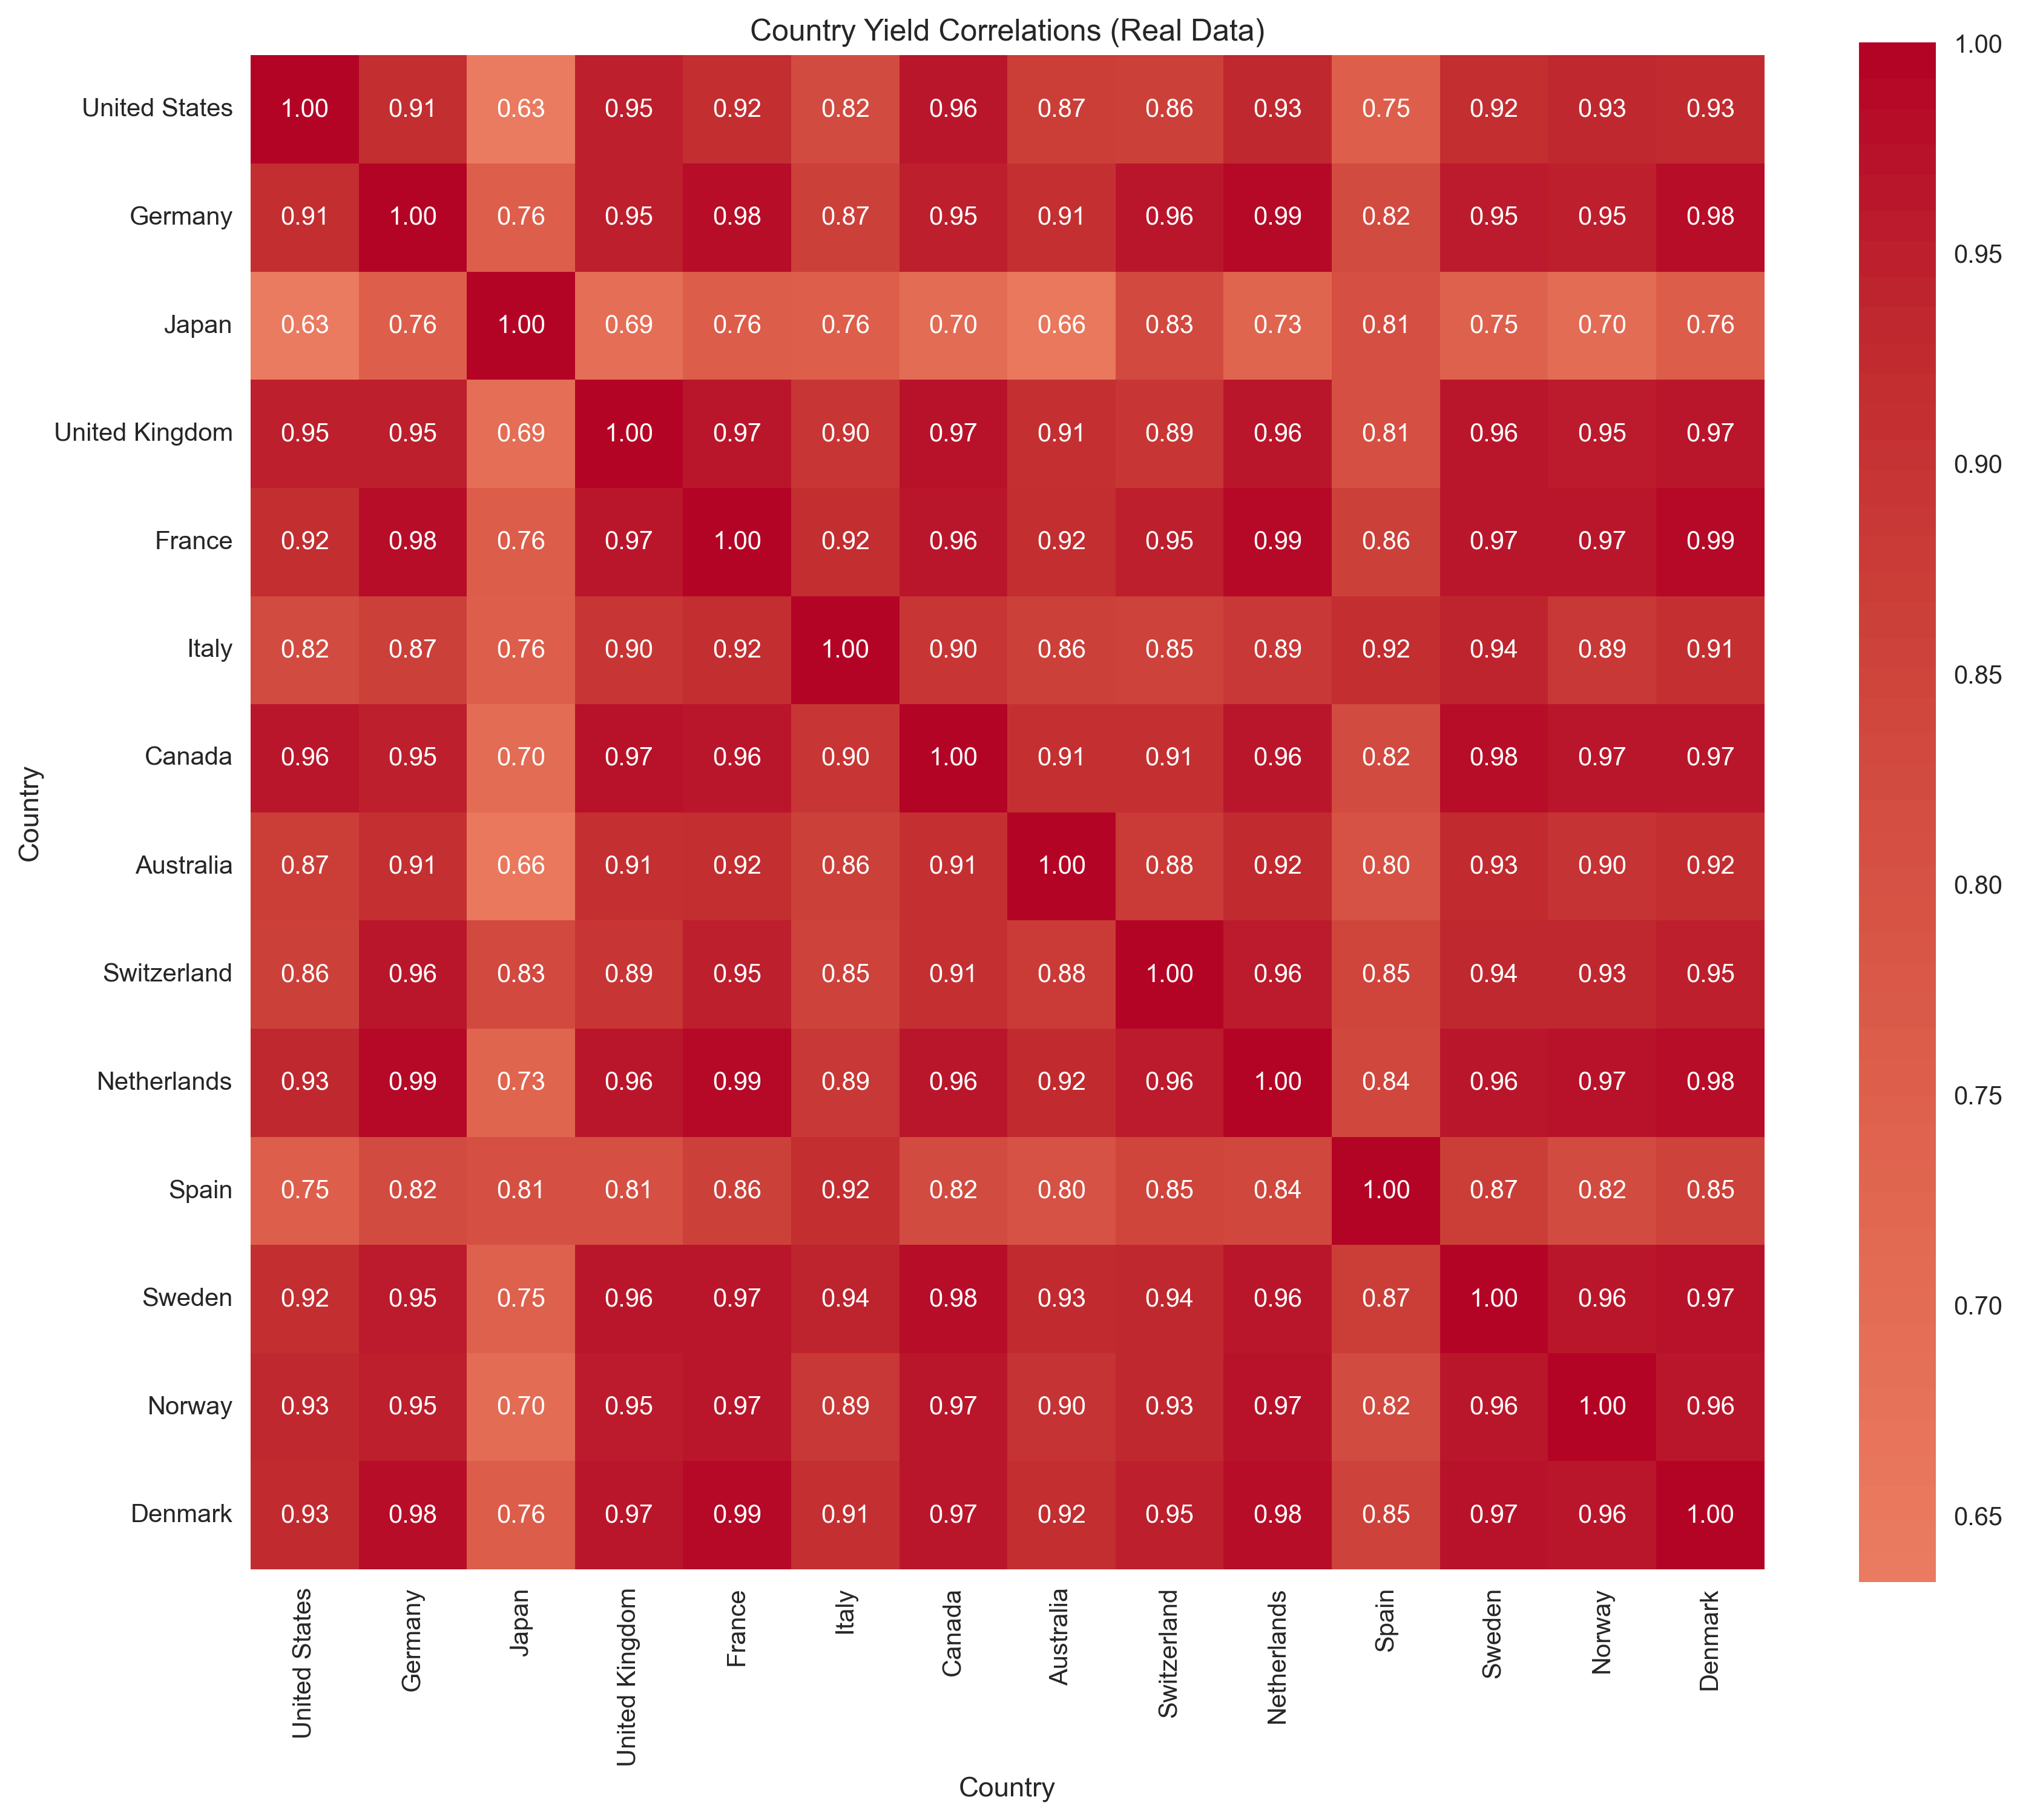 Country Yield Correlations (Real Data)
United States 1.00 0.91 0.63 0.95 0.92 0.82 0.96 0.87 0.86 0.93 0.75 0.92 0.93 0.93
Germany 0.91 1.00 0.76 0.95 0.98 0.87 0.95 0.91 0.96 0.99 0.82 0.95 0.95 0.98
Japan 0.63 0.76 1.00 0.69 0.76 0.76 0.70 0.66 0.83 0.73 0.81 0.75 0.70 0.76
United Kingdom 0.95 0.95 0.69 1.00 0.97 0.90 0.97 0.91 0.89 0.96 0.81 0.96 0.95 0.97
France 0.92 0.98 0.76 0.97 1.00 0.92 0.96 0.92 0.95 0.99 0.86 0.97 0.97 0.99
Italy 0.82 0.87 0.76 0.90 0.92 1.00 0.90 0.86 0.85 0.89 0.92 0.94 0.89 0.91
Canada 0.96 0.95 0.70 0.97 0.96 0.90 1.00 0.91 0.91 0.96 0.82 0.98 0.97 0.97
Australia 0.87 0.91 0.66 0.91 0.92 0.86 0.91 1.00 0.88 0.92 0.80 0.93 0.90 0.92
Switzerland 0.86 0.96 0.83 0.89 0.95 0.85 0.91 0.88 1.00 0.96 0.85 0.94 0.93 0.95
Netherlands 0.93 0.99 0.73 0.96 0.99 0.89 0.96 0.92 0.96 1.00 0.84 0.96 0.97 0.98
Spain 0.75 0.82 0.81 0.81 0.86 0.92 0.82 0.80 0.85 0.84 1.00 0.87 0.82 0.85
Sweden 0.92 0.95 0.75 0.96 0.97 0.94 0.98 0.93 0.94 0.96 0.87 1.00 0.96 0.97
Norway 0.93 0.95 0.70 0.95 0.97 0.89 0.97 0.90 0.93 0.97 0.82 0.96 1.00 0.96
Denmark 0.93 0.98 0.76 0.97 0.99 0.91 0.97 0.92 0.95 0.98 0.85 0.97 0.96 1.00
Country
United States
Germany
Japan
United Kingdom
France
Italy
Canada
Australia
Switzerland
Netherlands
Spain
Sweden
Norway
Denmark
Country
1.00
0.95
0.90
0.85
0.80
0.75
0.70
0.65